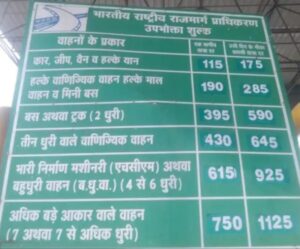 भारतीय राष्ट्रीय राजमार्ग प्राधिकरण
उपभोक्ता शुल्क
वाहनों के प्रकार
कार, जीप, वैन व हल्के यान 115 175
हल्के वाणिज्यिक वाहन हल्के माल
वाहन व मिनी बस 190 285
बस अथवा ट्रक (2 धुरी) 395 590
तीन धुरी वाले वाणिज्यिक वाहन 430 645
भारी निर्माण मशीनरी (एचसीएम) अथवा
बहुधुरी वाहन (ब.धु.वा.) (4 से 6 धुरी) 615 925
अधिक बड़े आकार वाले वाहन
(7 अथवा 7 से अधिक धुरी) 750 1125